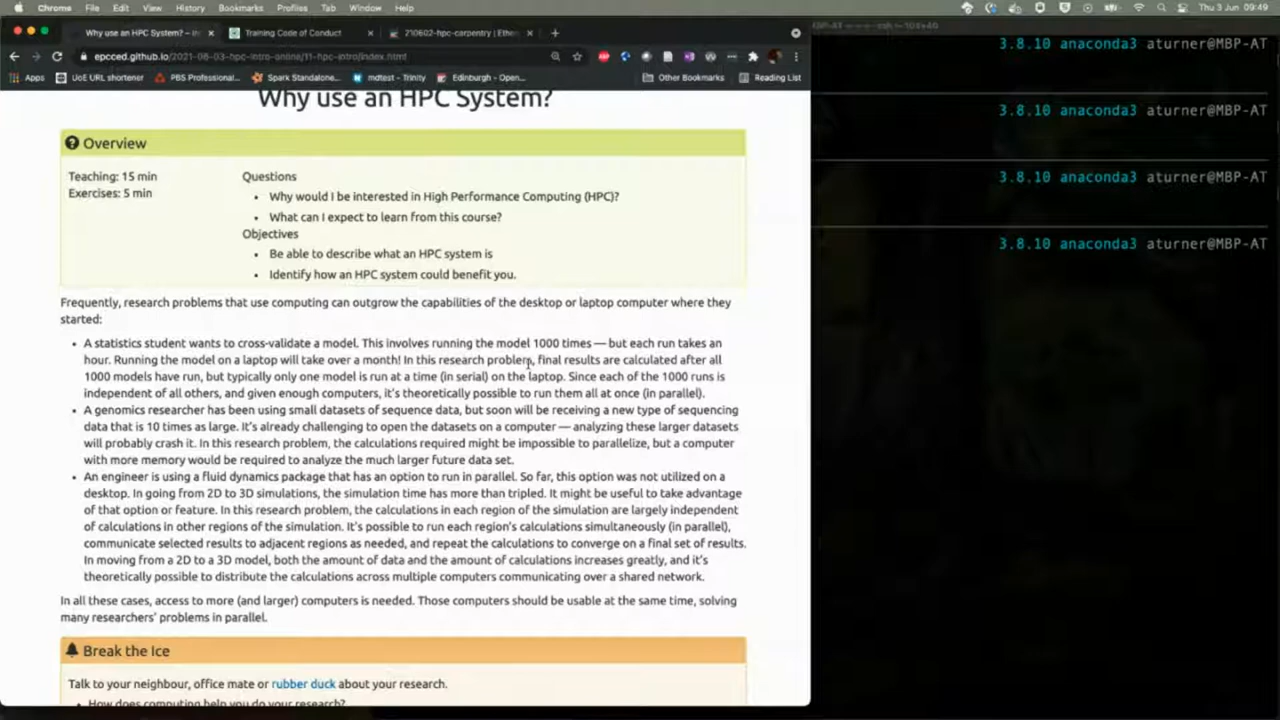 Chrome File Edit View History Bookmarks Profiles Tab Window Help Thu 3 Jun 09:49
Why use an HPC System? – In × Training Code of Conduct × 210602-hpc-carpentry | Ethe × +
epcced.github.io/2021-06-03-hpc-intro-online/11-hpc-intro/index.html
Apps UoE URL shortener PBS Professional... Spark Standalone... mdtest - Trinity Edinburgh - Open... Other Bookmarks Reading List
Why use an HPC System?
Overview
Teaching: 15 min
Exercises: 5 min
Questions
• Why would I be interested in High Performance Computing (HPC)?
• What can I expect to learn from this course?
Objectives
• Be able to describe what an HPC system is
• Identify how an HPC system could benefit you.
Frequently, research problems that use computing can outgrow the capabilities of the desktop or laptop computer where they
started:
• A statistics student wants to cross-validate a model. This involves running the model 1000 times — but each run takes an
hour. Running the model on a laptop will take over a month! In this research problem, final results are calculated after all
1000 models have run, but typically only one model is run at a time (in serial) on the laptop. Since each of the 1000 runs is
independent of all others, and given enough computers, it's theoretically possible to run them all at once (in parallel).
• A genomics researcher has been using small datasets of sequence data, but soon will be receiving a new type of sequencing
data that is 10 times as large. It's already challenging to open the datasets on a computer — analyzing these larger datasets
will probably crash it. In this research problem, the calculations required might be impossible to parallelize, but a computer
with more memory would be required to analyze the much larger future data set.
• An engineer is using a fluid dynamics package that has an option to run in parallel. So far, this option was not utilized on a
desktop. In going from 2D to 3D simulations, the simulation time has more than tripled. It might be useful to take advantage
of that option or feature. In this research problem, the calculations in each region of the simulation are largely independent
of calculations in other regions of the simulation. It's possible to run each region's calculations simultaneously (in parallel),
communicate selected results to adjacent regions as needed, and repeat the calculations to converge on a final set of results.
In moving from a 2D to a 3D model, both the amount of data and the amount of calculations increases greatly, and it's
theoretically possible to distribute the calculations across multiple computers communicating over a shared network.
In all these cases, access to more (and larger) computers is needed. Those computers should be usable at the same time, solving
many researchers' problems in parallel.
Break the Ice
Talk to your neighbour, office mate or rubber duck about your research.
• How does computing help you do your research?
3.8.10 anaconda3 aturner@MBP-AT
3.8.10 anaconda3 aturner@MBP-AT
3.8.10 anaconda3 aturner@MBP-AT
3.8.10 anaconda3 aturner@MBP-AT